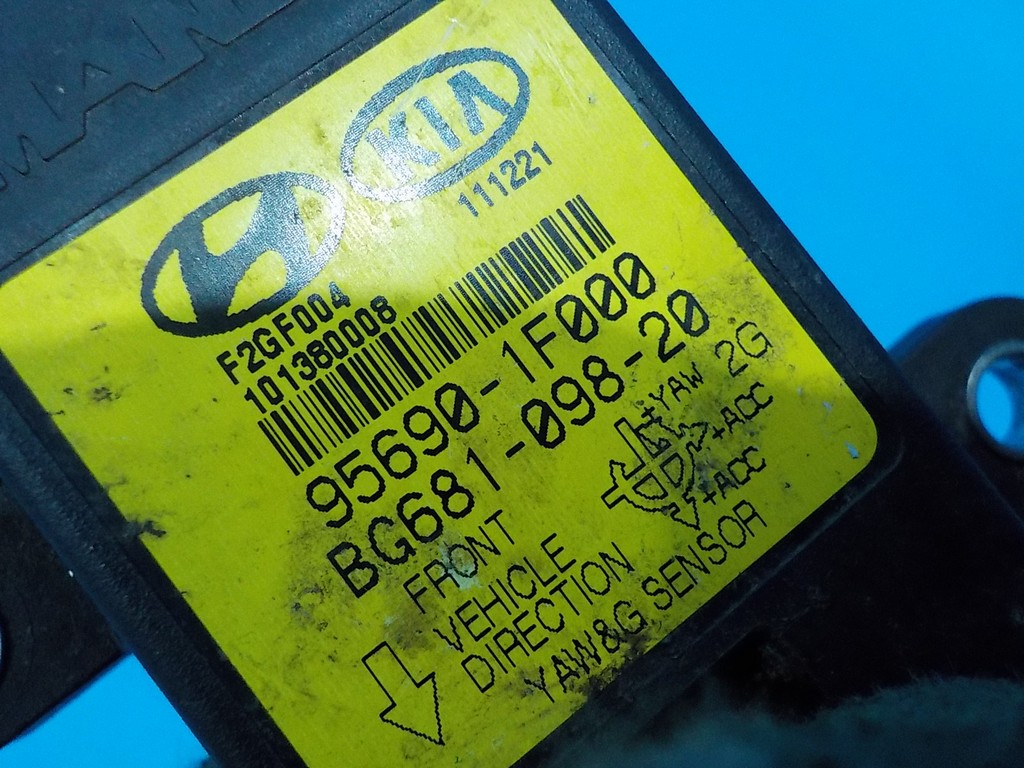 KIA
111221
F2GF004
101380008
95690-1F000
BG681-098-20
2G
+YAW
+ACC
+ACC
FRONT
VEHICLE
DIRECTION
YAW&G SENSOR